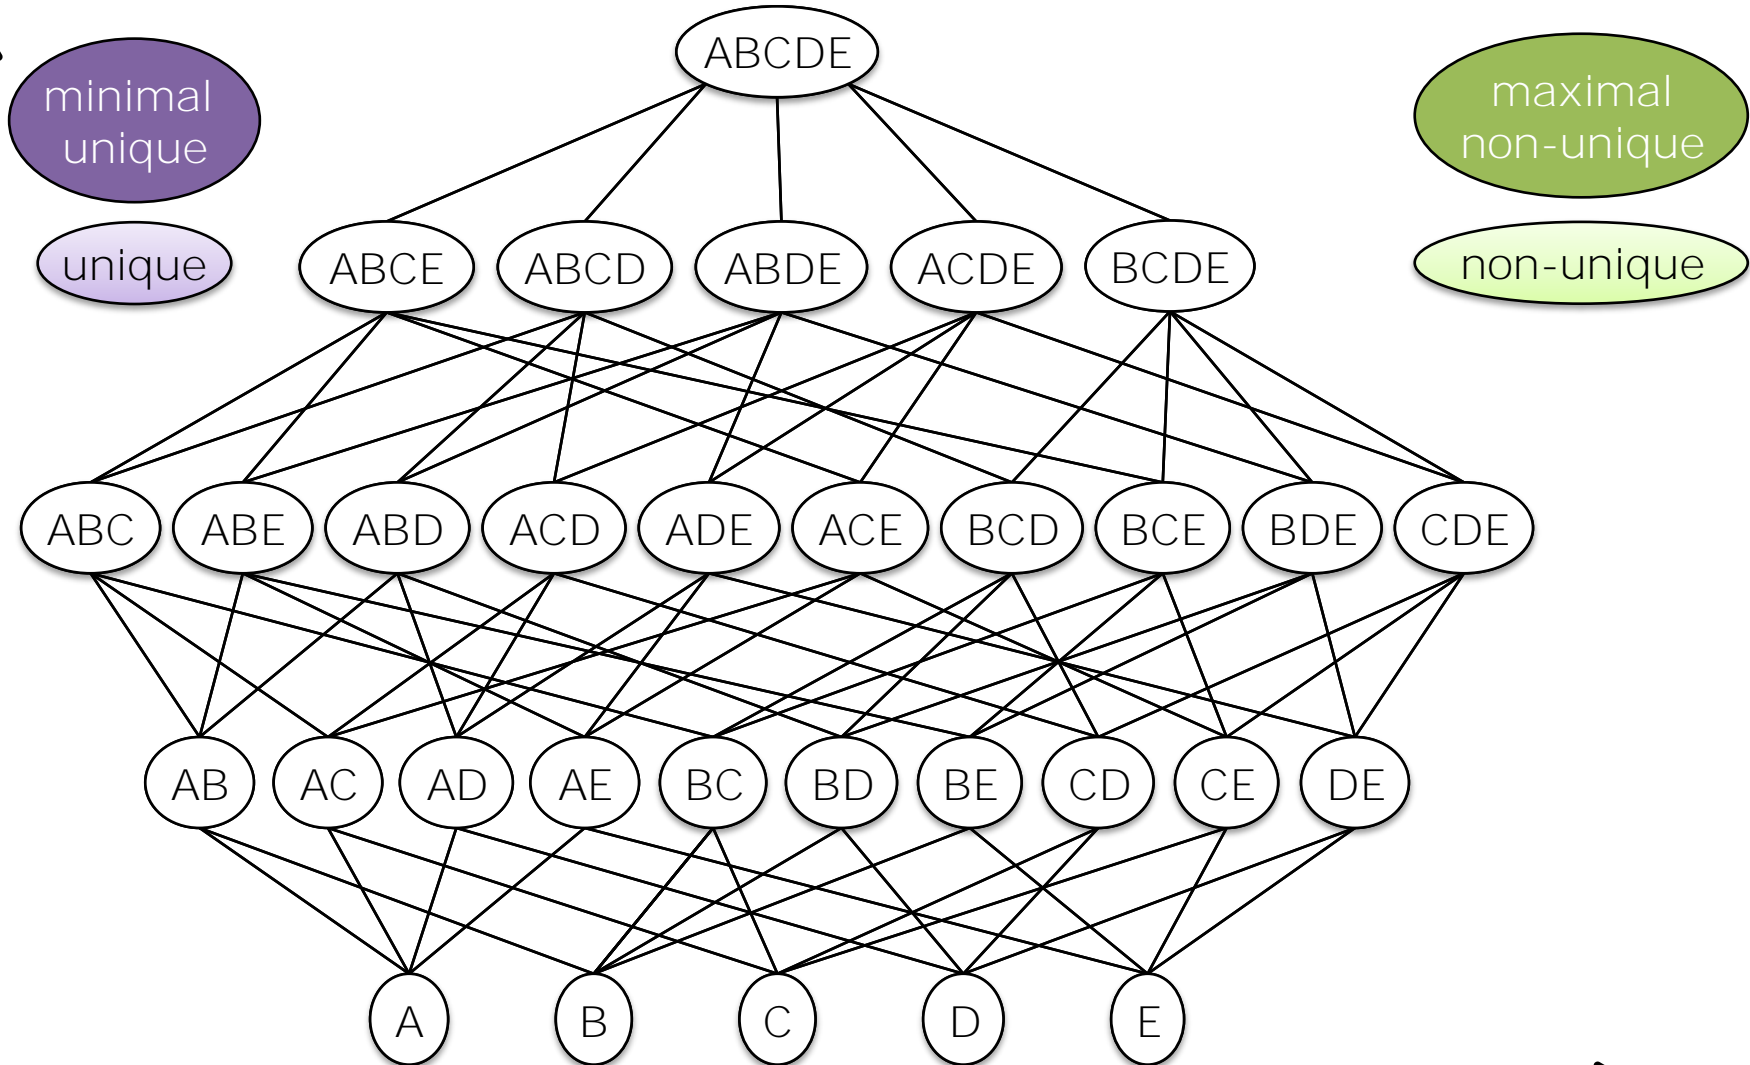 ABCDE
minimal
unique
maximal
non-unique
unique
non-unique
ABCE ABCD ABDE ACDE BCDE
ABC ABE ABD ACD ADE ACE BCD BCE BDE CDE
AB AC AD AE BC BD BE CD CE DE
A B C D E